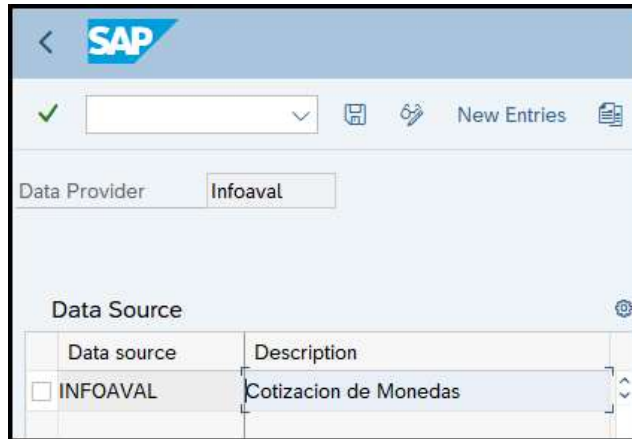 SAP
New Entries
Data Provider Infoaval
Data Source
Data source Description
INFOAVAL Cotizacion de Monedas